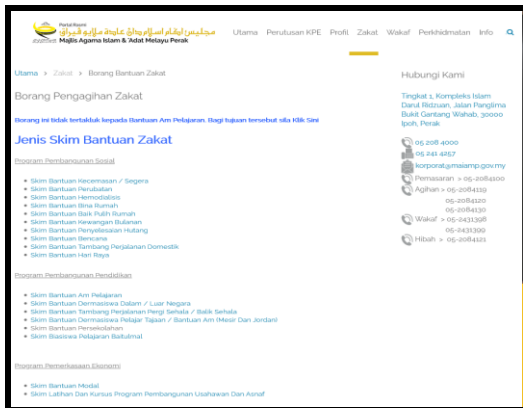 Portal Rasmi
مجليس اݢام اسلام دان عادة ملايو ڤيراق
Majlis Agama Islam & 'Adat Melayu Perak
Utama Perutusan KPE Profil Zakat Wakaf Perkhidmatan Info
Utama > Zakat > Borang Bantuan Zakat
Borang Pengagihan Zakat
Borang ini tidak tertakluk kepada Bantuan Am Pelajaran. Bagi tujuan tersebut sila Klik Sini
Jenis Skim Bantuan Zakat
Program Pembangunan Sosial
Skim Bantuan Kecemasan / Segera
Skim Bantuan Perubatan
Skim Bantuan Hemodialisis
Skim Bantuan Bina Rumah
Skim Bantuan Baik Pulih Rumah
Skim Bantuan Kewangan Bulanan
Skim Bantuan Penyelesaian Hutang
Skim Bantuan Bencana
Skim Bantuan Tambang Perjalanan Domestik
Skim Bantuan Hari Raya
Program Pembangunan Pendidikan
Skim Bantuan Am Pelajaran
Skim Bantuan Dermasiswa Dalam / Luar Negara
Skim Bantuan Tambang Perjalanan Pergi Sehala / Balik Sehala
Skim Bantuan Dermasiswa Pelajar Tajaan / Bantuan Am (Mesir Dan Jordan)
Skim Bantuan Persekolahan
Skim Biasiswa Pelajaran Baitulmal
Program Pemerkasaan Ekonomi
Skim Bantuan Modal
Skim Latihan Dan Kursus Program Pembangunan Usahawan Dan Asnaf
Hubungi Kami
Tingkat 1, Kompleks Islam
Darul Ridzuan, Jalan Panglima
Bukit Gantang Wahab, 30000
Ipoh, Perak
05 208 4000
05 241 4257
korporat@maiamp.gov.my
Pemasaran > 05-2084100
Agihan > 05-2084119
05-2084120
05-2084130
Wakaf > 05-2431398
05-2431399
Hibah > 05-2084121